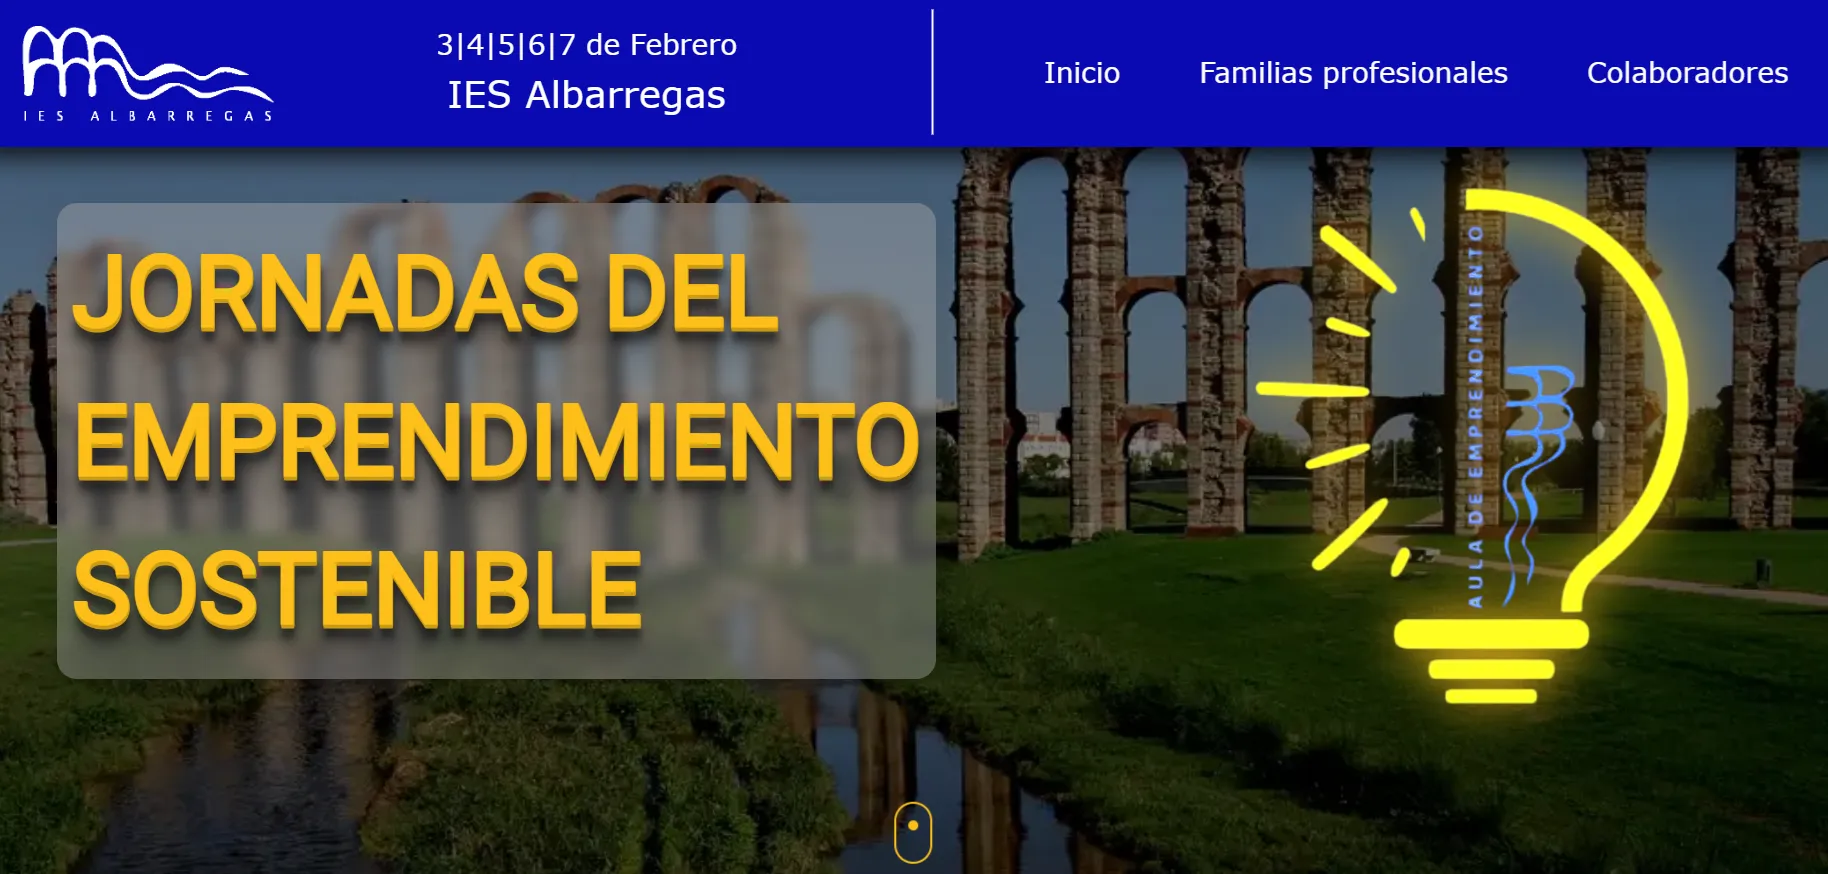 IES ALBARREGAS
3|4|5|6|7 de Febrero
IES Albarregas
Inicio
Familias profesionales
Colaboradores
JORNADAS DEL
EMPRENDIMIENTO
SOSTENIBLE
AULA DE EMPRENDIMIENTO